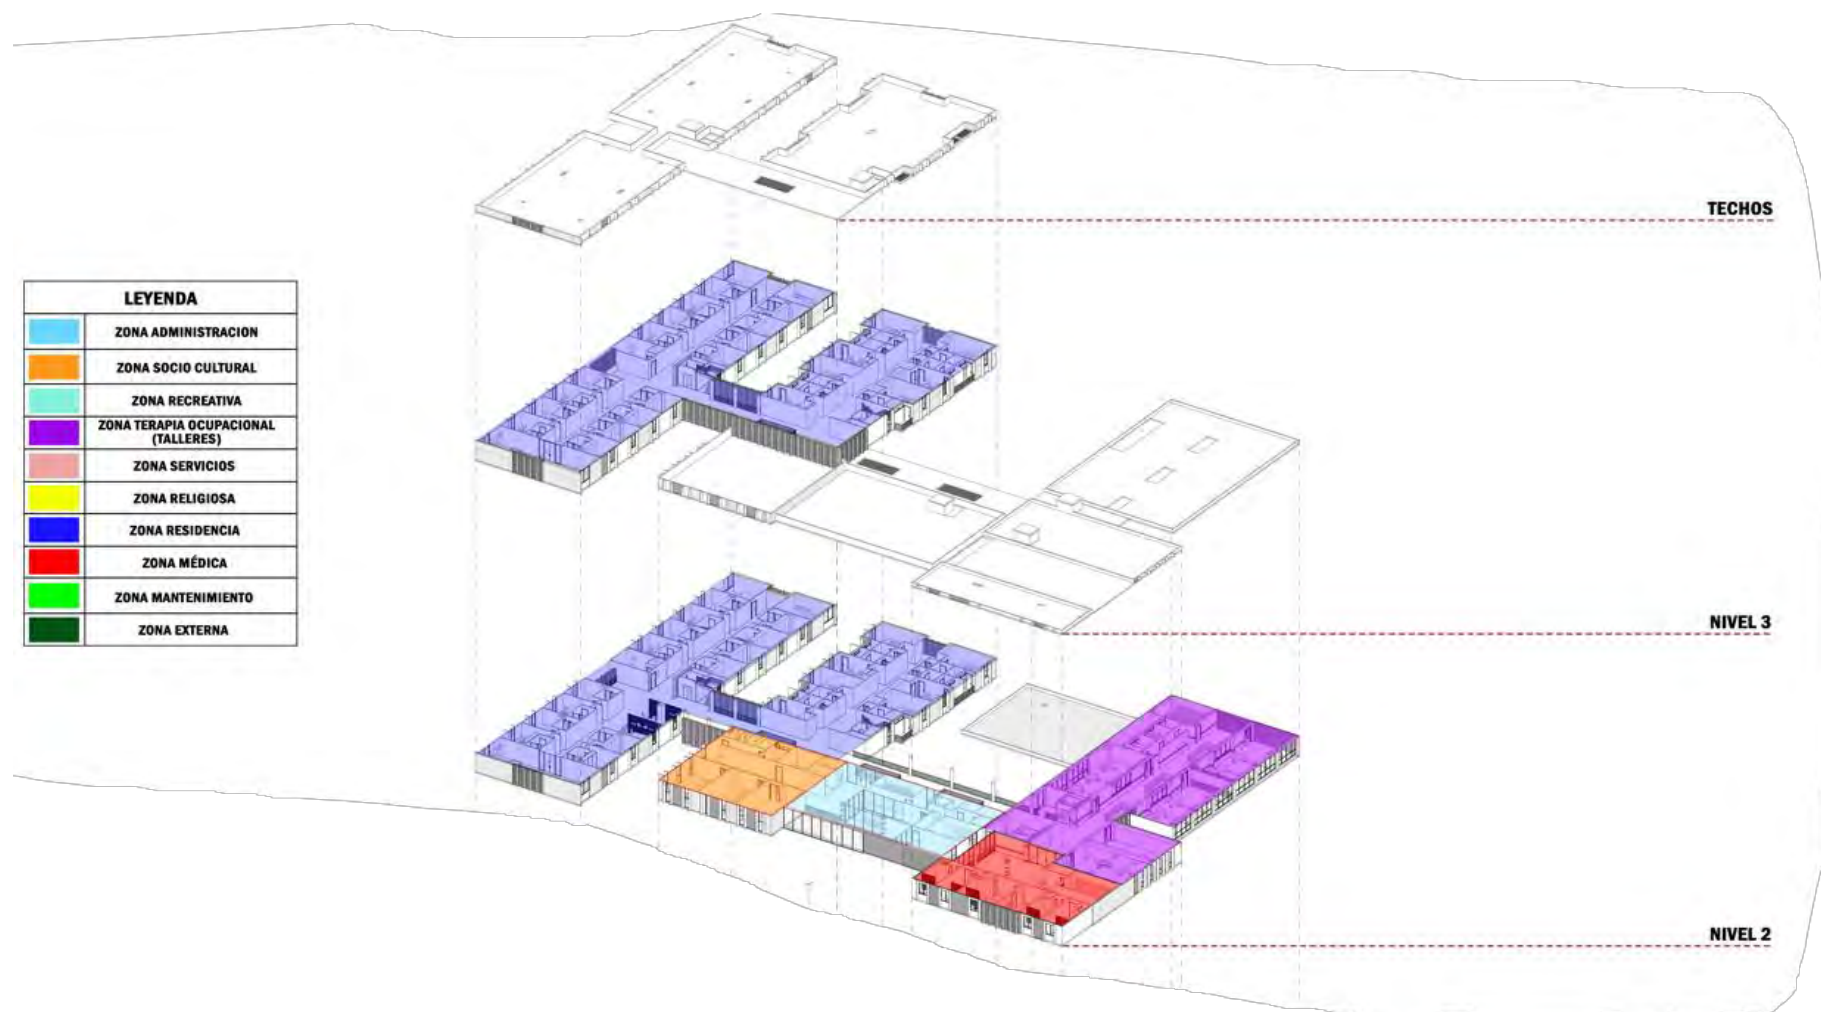 TECHOS
LEYENDA
ZONA ADMINISTRACION
ZONA SOCIO CULTURAL
ZONA RECREATIVA
ZONA TERAPIA OCUPACIONAL
(TALLERES)
ZONA SERVICIOS
ZONA RELIGIOSA
ZONA RESIDENCIA
ZONA MÉDICA
ZONA MANTENIMIENTO
ZONA EXTERNA
NIVEL 3
NIVEL 2